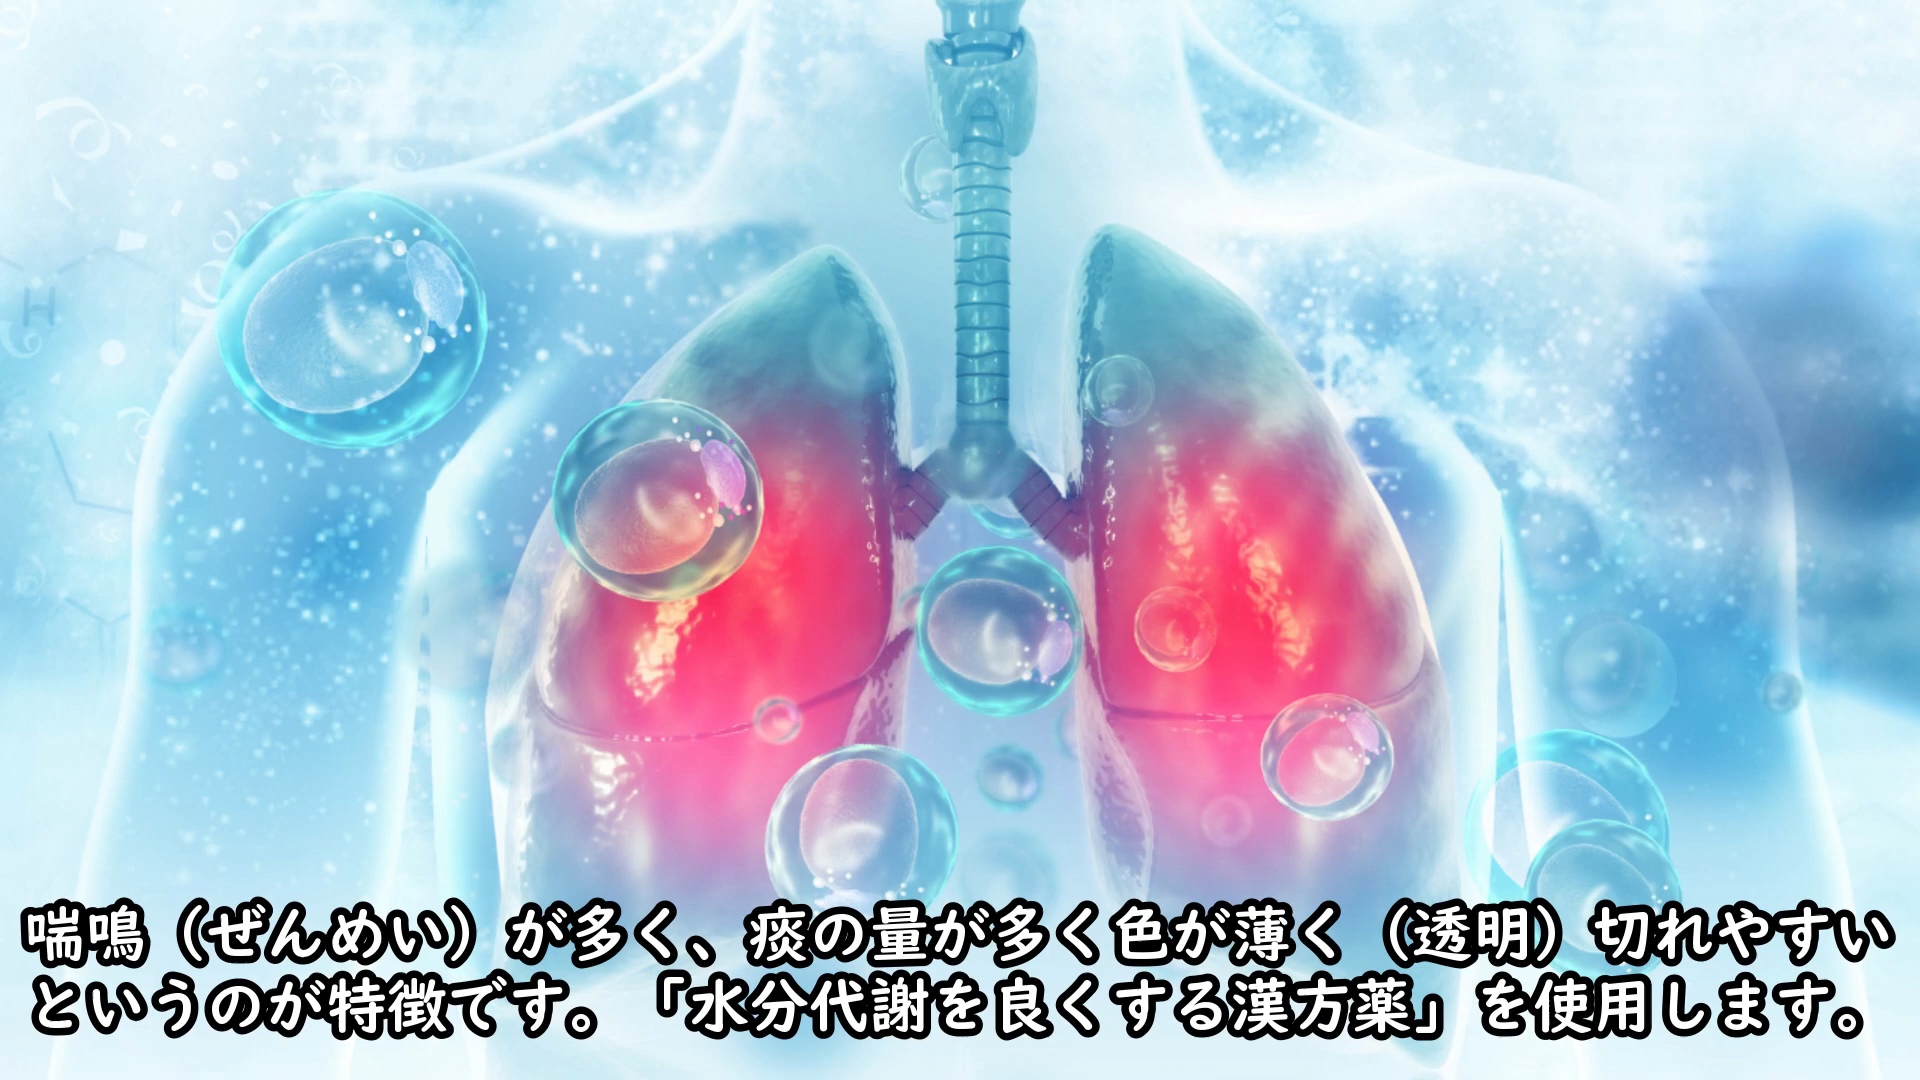 喘鳴（ぜんめい）が多く、痰の量が多く色が薄く（透明）切れやすい
というのが特徴です。「水分代謝を良くする漢方薬」を使用します。
H